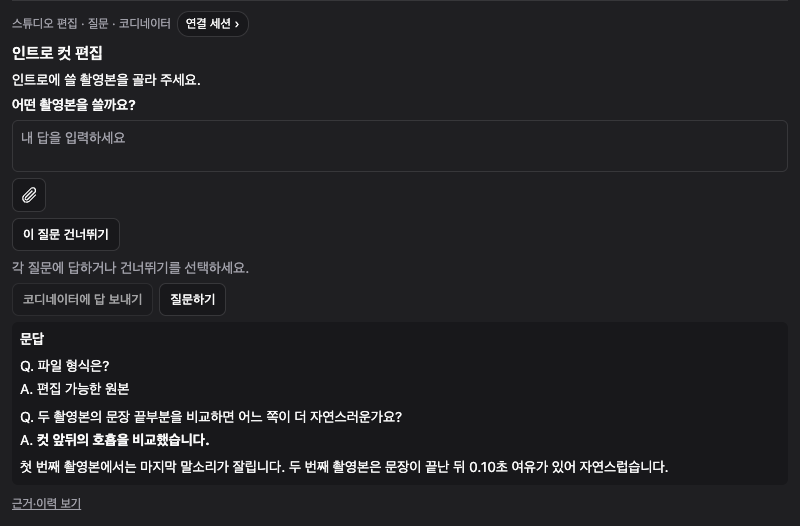 스튜디오 편집 · 질문 · 코디네이터 연결 세션 ›
인트로 컷 편집
인트로에 쓸 촬영본을 골라 주세요.
어떤 촬영본을 쓸까요?
내 답을 입력하세요
이 질문 건너뛰기
각 질문에 답하거나 건너뛰기를 선택하세요.
코디네이터에 답 보내기 질문하기
문답
Q. 파일 형식은?
A. 편집 가능한 원본
Q. 두 촬영본의 문장 끝부분을 비교하면 어느 쪽이 더 자연스러운가요?
A. 컷 앞뒤의 호흡을 비교했습니다.
첫 번째 촬영본에서는 마지막 말소리가 잘립니다. 두 번째 촬영본은 문장이 끝난 뒤 0.10초 여유가 있어 자연스럽습니다.
근거·이력 보기